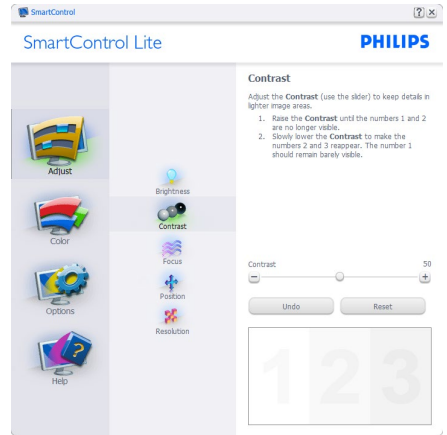 SmartControl
SmartControl Lite
PHILIPS
Adjust
Color
Options
Help
Brightness
Contrast
Focus
Position
Resolution
Contrast
Adjust the Contrast (use the slider) to keep details in
lighter image areas.
1. Raise the Contrast until the numbers 1 and 2
are no longer visible.
2. Slowly lower the Contrast to make the
numbers 2 and 3 reappear. The number 1
should remain barely visible.
Contrast 50
Undo Reset
1 2 3